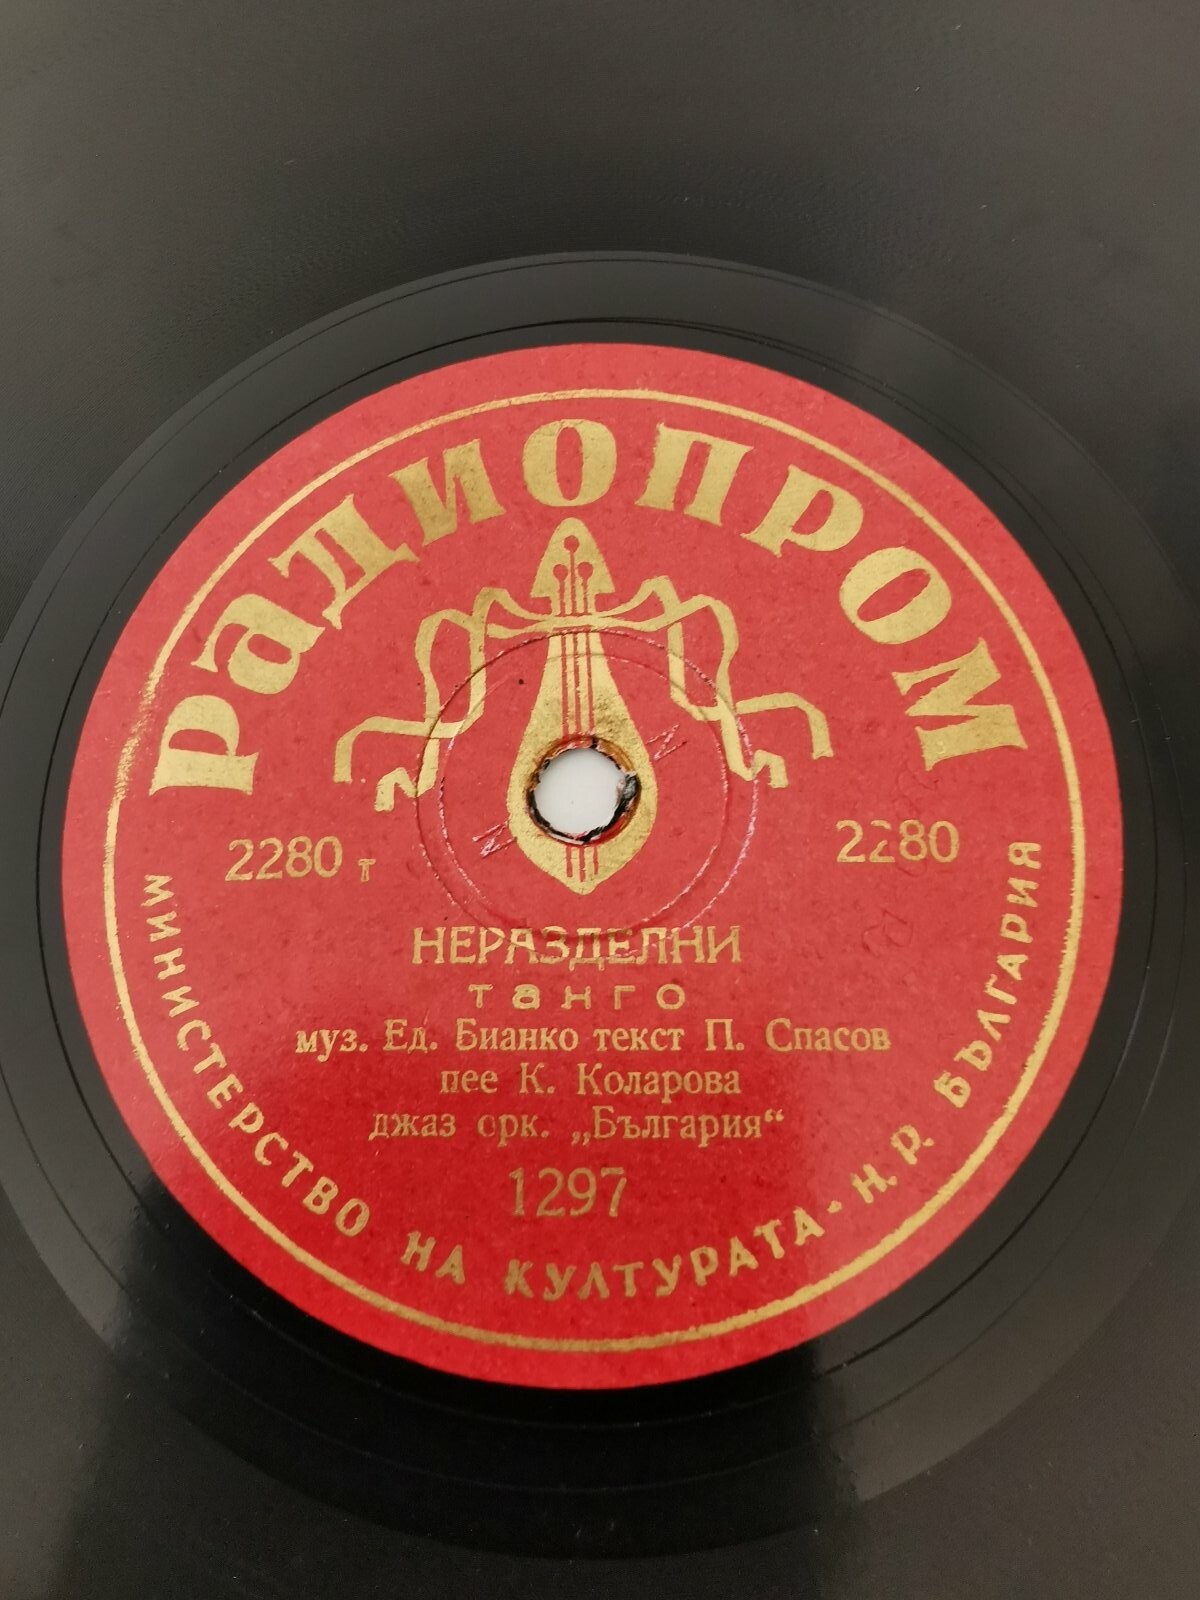 РАДИОПРОМ
2280 т 2280
НЕРАЗДЕЛНИ
танго
муз. Ед. Бианко текст П. Спасов
пее К. Коларова
джаз орк. „България“
1297
МИНИСТЕРСТВО НА КУЛТУРАТА - Н. Р. БЪЛГАРИЯ